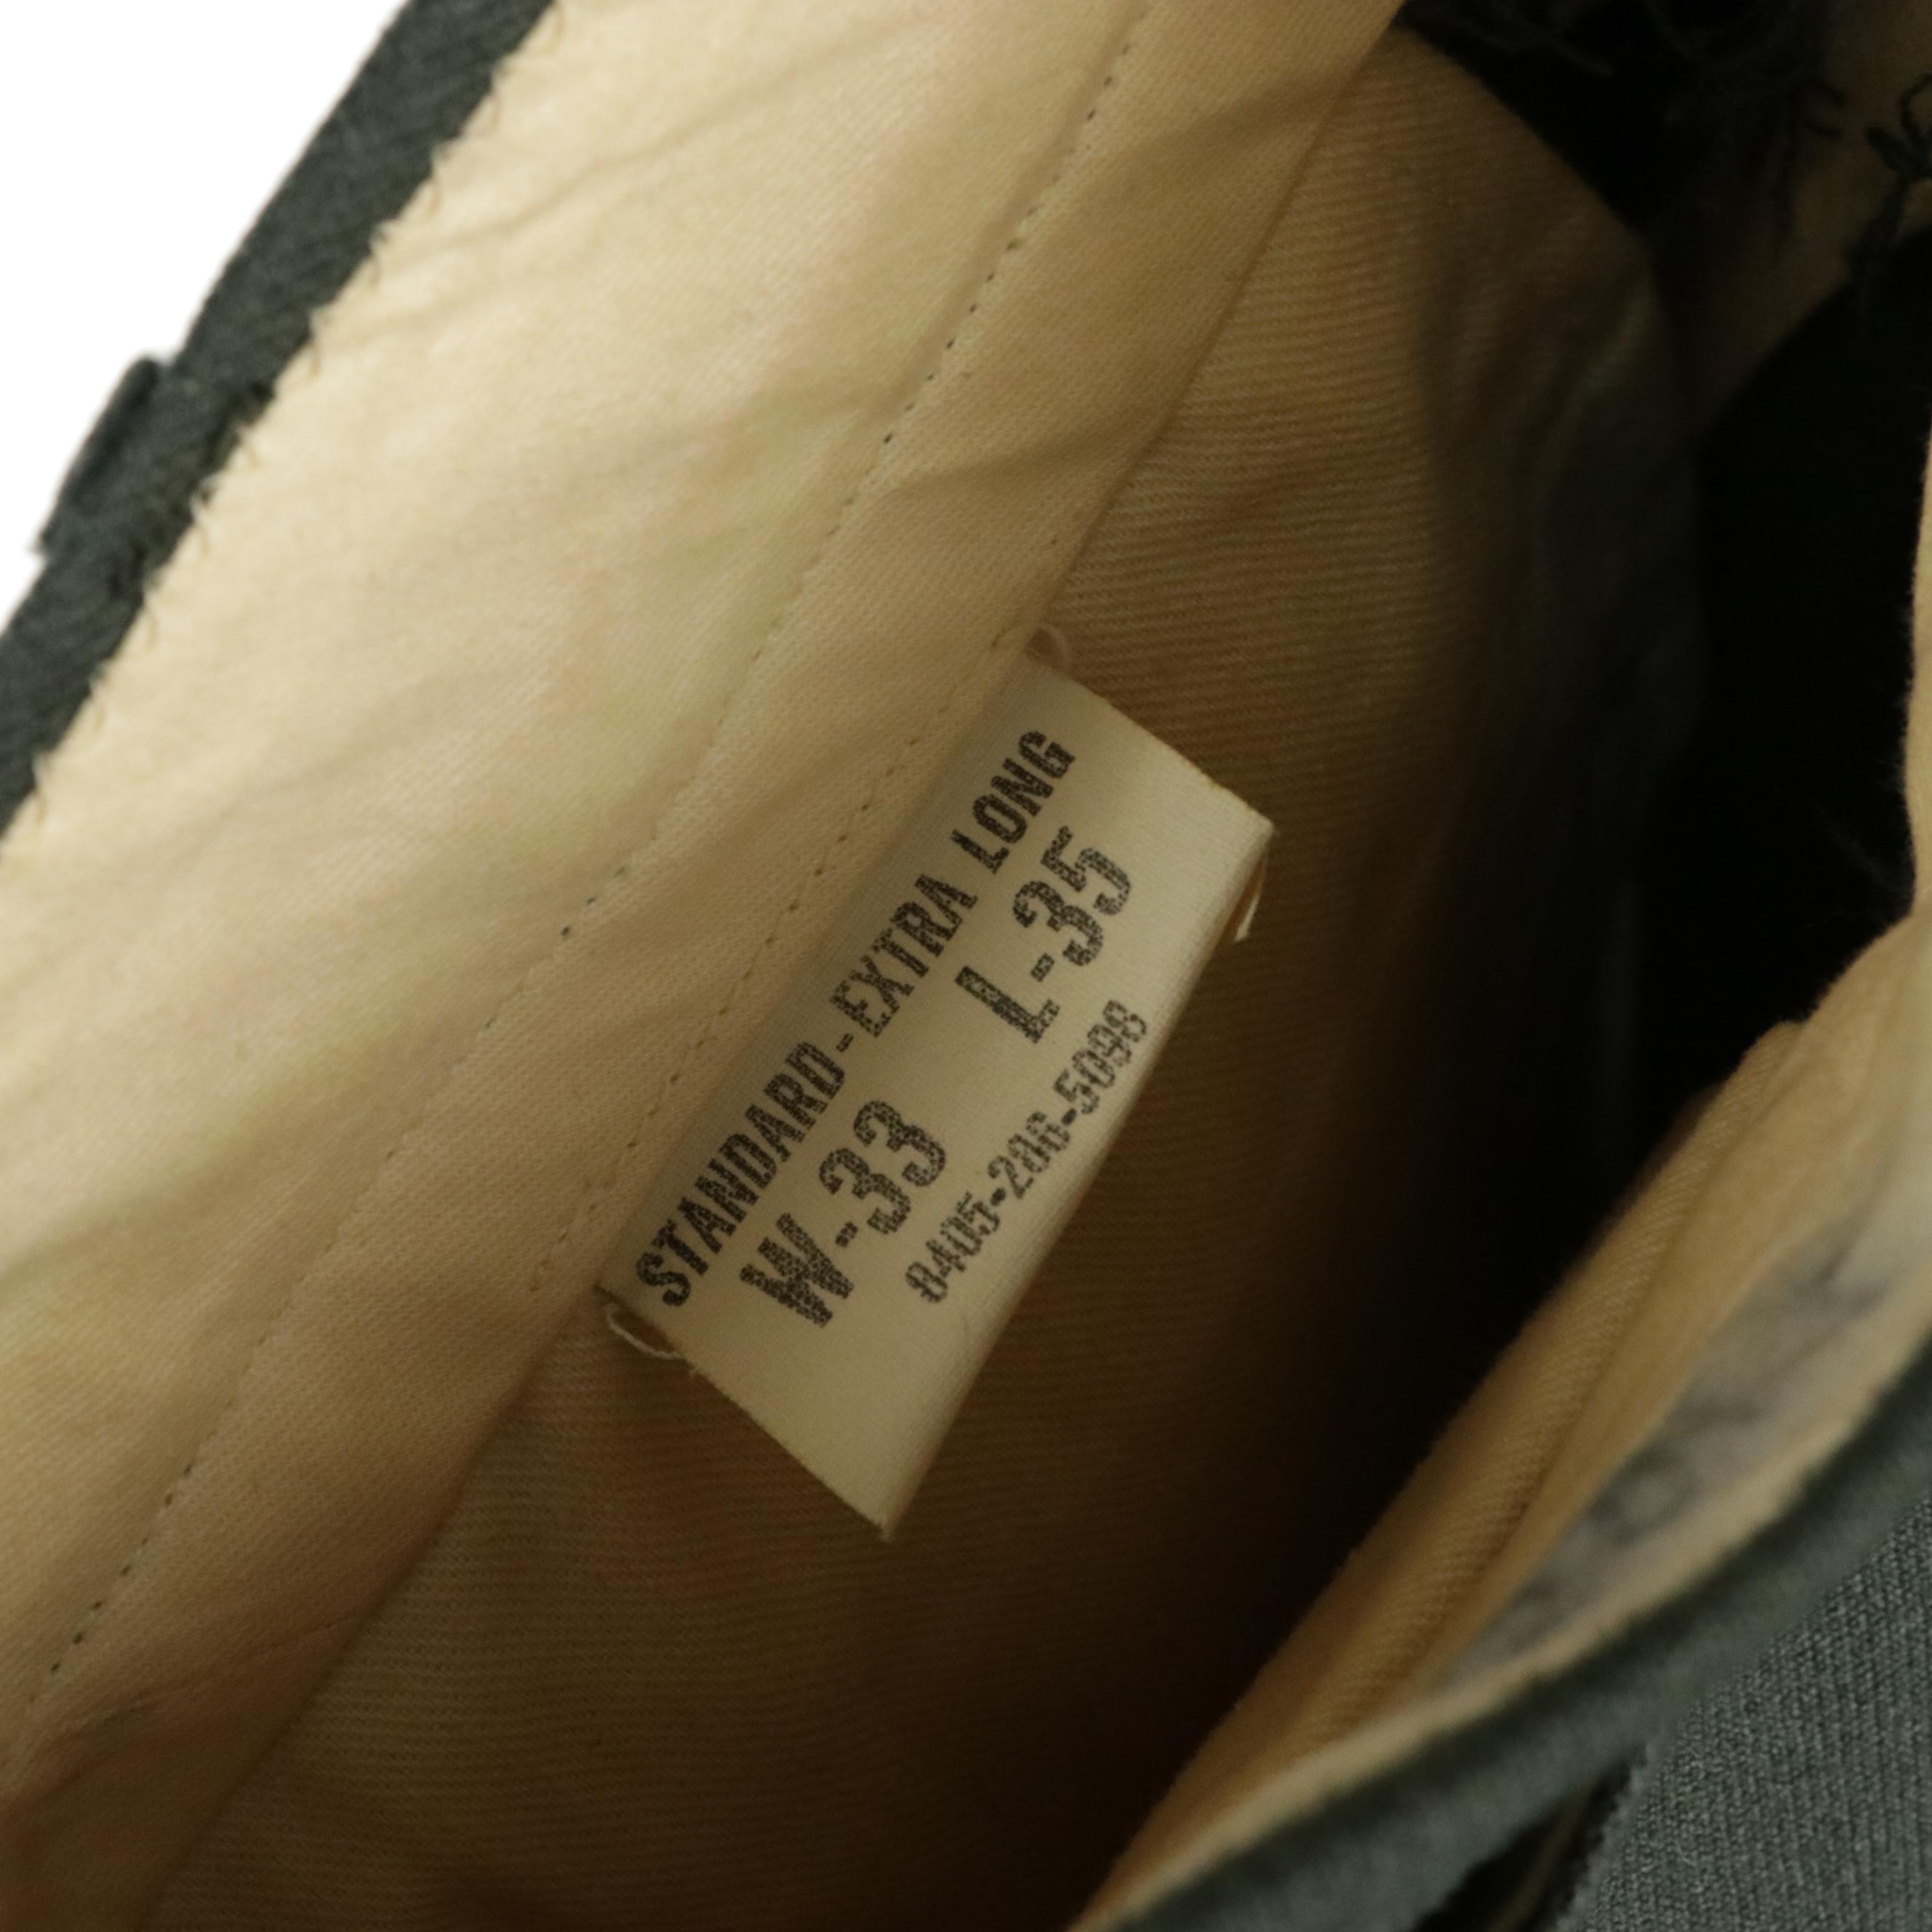 STANDARD-EXTRA LONG
W-33 L-35
8405-286-5098